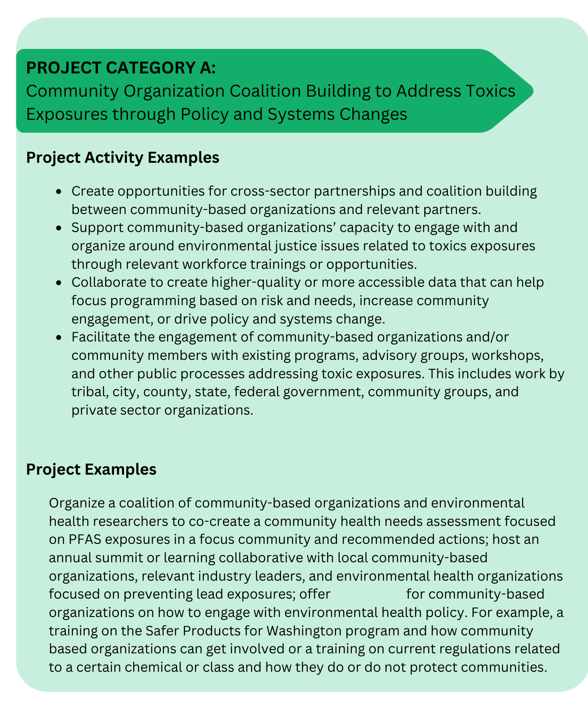 PROJECT CATEGORY A:
Community Organization Coalition Building to Address Toxics
Exposures through Policy and Systems Changes
Project Activity Examples
• Create opportunities for cross-sector partnerships and coalition building
between community-based organizations and relevant partners.
• Support community-based organizations’ capacity to engage with and
organize around environmental justice issues related to toxics exposures
through relevant workforce trainings or opportunities.
• Collaborate to create higher-quality or more accessible data that can help
focus programming based on risk and needs, increase community
engagement, or drive policy and systems change.
• Facilitate the engagement of community-based organizations and/or
community members with existing programs, advisory groups, workshops,
and other public processes addressing toxic exposures. This includes work by
tribal, city, county, state, federal government, community groups, and
private sector organizations.
Project Examples
Organize a coalition of community-based organizations and environmental
health researchers to co-create a community health needs assessment focused
on PFAS exposures in a focus community and recommended actions; host an
annual summit or learning collaborative with local community-based
organizations, relevant industry leaders, and environmental health organizations
focused on preventing lead exposures; offer for community-based
organizations on how to engage with environmental health policy. For example, a
training on the Safer Products for Washington program and how community
based organizations can get involved or a training on current regulations related
to a certain chemical or class and how they do or do not protect communities.